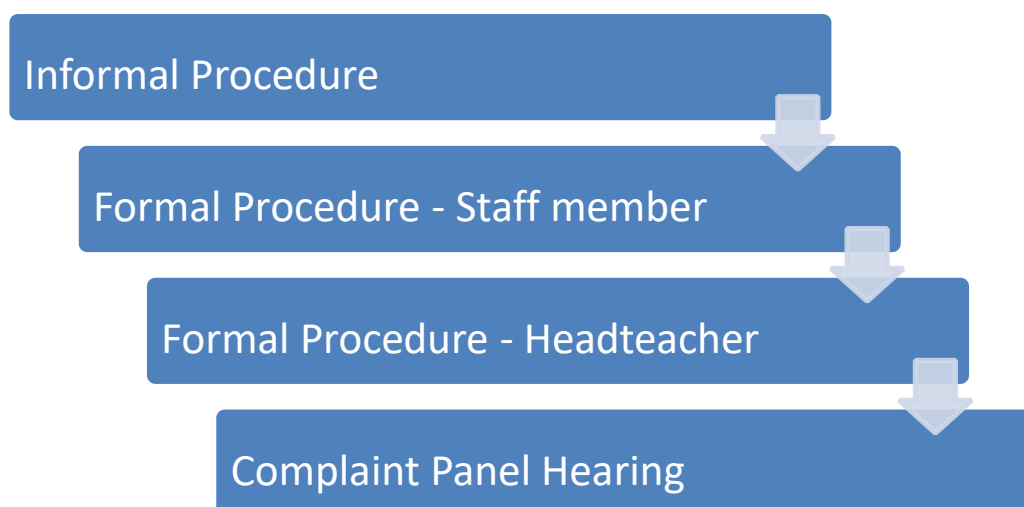 Informal Procedure
Formal Procedure - Staff member
Formal Procedure - Headteacher
Complaint Panel Hearing